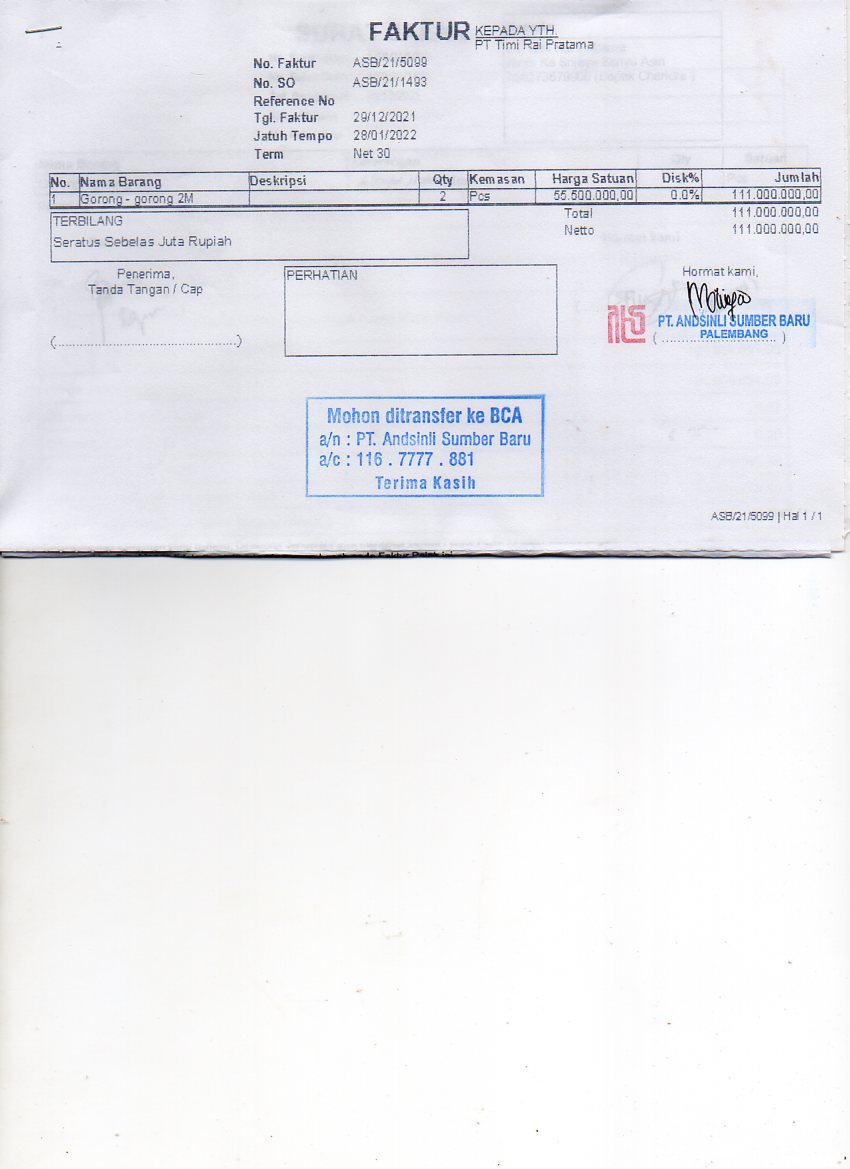 FAKTUR
KEPADA YTH.
PT Timi Rai Pratama
No. Faktur ASB/21/5099
No. SO ASB/21/1493
Reference No
Tgl. Faktur 29/12/2021
Jatuh Tempo 28/01/2022
Term Net 30
No. Nama Barang Deskripsi Qty Kemasan Harga Satuan Disk% Jumlah
1 Gorong - gorong 2M 2 Pcs 55.500.000,00 0.0% 111.000.000,00
TERBILANG
Seratus Sebelas Juta Rupiah
Total 111.000.000,00
Netto 111.000.000,00
Penerima,
Tanda Tangan / Cap
(............................................)
PERHATIAN
Hormat kami,
PT. ANDSINLI SUMBER BARU
PALEMBANG
(............................)
Mohon ditransfer ke BCA
a/n : PT. Andsinli Sumber Baru
a/c : 116 . 7777 . 881
Terima Kasih
ASB/21/5099 | Hal 1 / 1